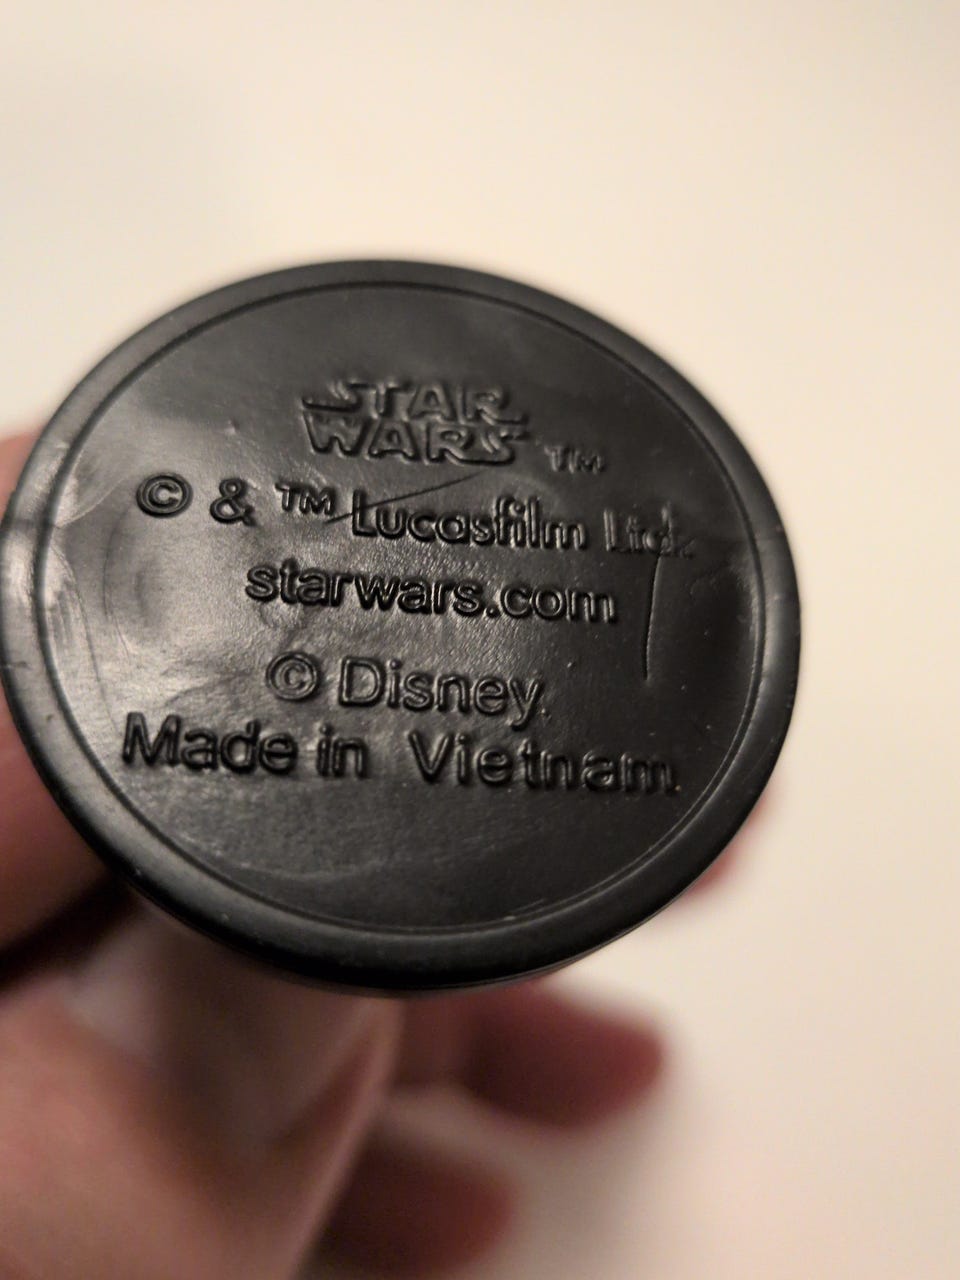 STAR
WARS ™
© & ™ Lucasfilm Ltd.
starwars.com
© Disney
Made in Vietnam